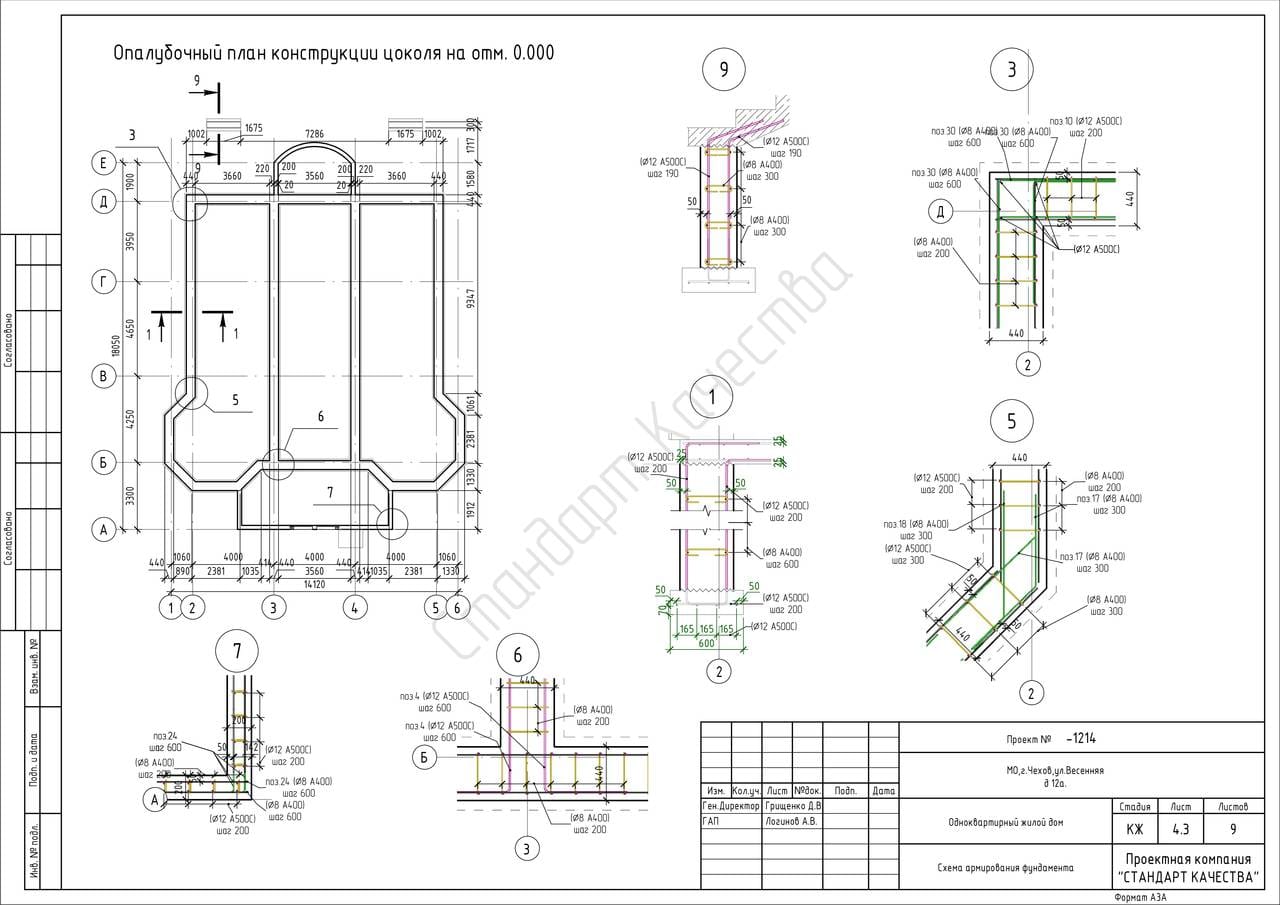 Опалубочный план конструкции цоколя на отм. 0.000
9
9
3
1002
1675
7286
1675
1002
300
1717
1580
440
9347
1061
2381
1330
1912
440
3660
220
200
20
3560
200
20
220
3660
440
Е
Д
Г
В
Б
А
1900
3950
4650
4250
3300
18050
1
1
5
6
7
1060
4000
4000
4000
1060
440
414
440
440
440
890
2381
1035
3560
414
1035
2381
1330
14120
1
2
3
4
5
6
9
(Ø12 А500С)
шаг 190
(Ø12 А500С)
шаг 190
(Ø8 А400)
шаг 300
50
50
(Ø8 А400)
шаг 300
3
поз 30 (Ø8 А400)
шаг 600
поз 30 (Ø8 А400)
шаг 600
поз 10 (Ø12 А500С)
шаг 200
поз 30 (Ø8 А400)
шаг 600
50
50
440
Д
(Ø8 А400)
шаг 200
(Ø12 А500С)
440
2
1
(Ø12 А500С)
шаг 200
25
25
25
50
50
(Ø12 А500С)
шаг 200
(Ø8 А400)
шаг 600
50
50
70
(Ø12 А500С)
шаг 200
165
165
165
(Ø12 А500С)
600
2
5
440
(Ø12 А500С)
шаг 200
(Ø8 А400)
шаг 200
поз 17 (Ø8 А400)
шаг 300
поз.18 (Ø8 А400)
шаг 300
(Ø12 А500С)
шаг 300
поз.17 (Ø8 А400)
шаг 300
50
50
440
(Ø8 А400)
шаг 300
2
7
200
поз.24
шаг 600
50
142
(Ø12 А500С)
шаг 200
(Ø8 А400)
шаг 200
поз.24 (Ø8 А400)
шаг 600
200
А
(Ø8 А400)
шаг 600
(Ø12 А500С)
шаг 200
6
440
поз.4 (Ø12 А500С)
шаг 600
поз.4 (Ø12 А500С)
шаг 600
(Ø8 А400)
шаг 200
Б
440
(Ø8 А400)
шаг 200
3
Стандарт Качества
Согласовано
Согласовано
Взам. инв. №
Подп. и дата
Инв. № подл.
Проект № -1214
МО,г.Чехов,ул.Весенняя
д 12а.
Изм. Кол.уч. Лист №док. Подп. Дата
Ген.Директор Грищенко Д.В
ГАП Логинов А.В.
Одноквартирный жилой дом
Стадия Лист Листов
КЖ 4.3 9
Схема армирования фундамента
Проектная компания
"СТАНДАРТ КАЧЕСТВА"
Формат А3А